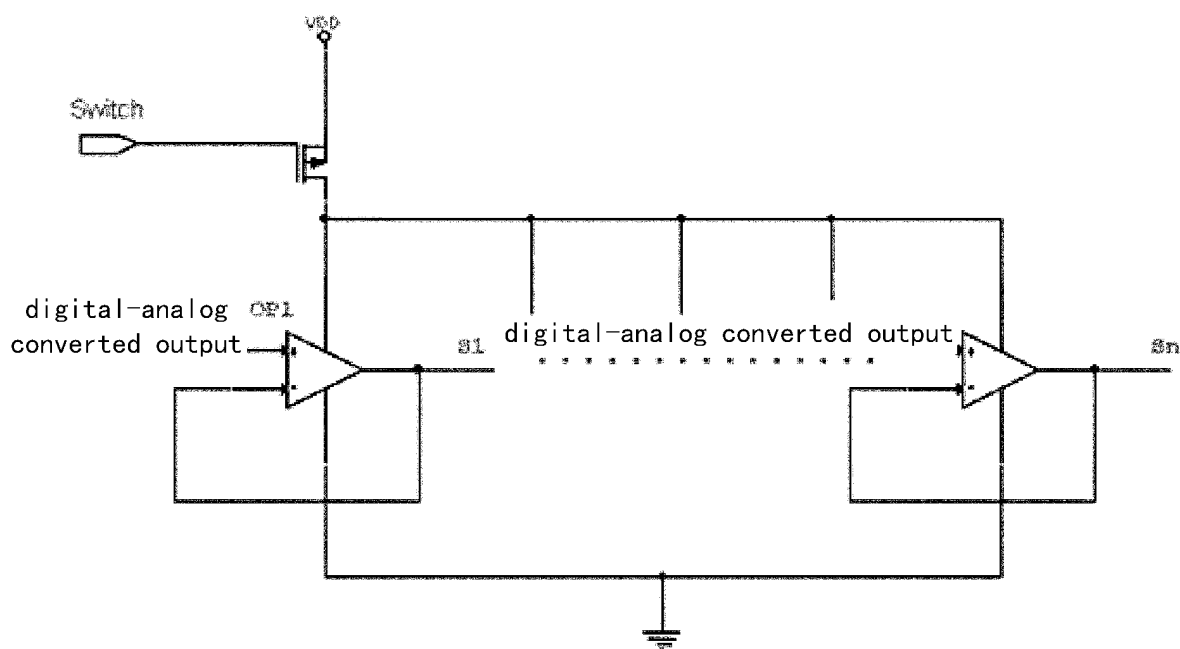 VDD
Switch
digital-analog
converted output
OP1
S1
digital-analog converted output
Sn